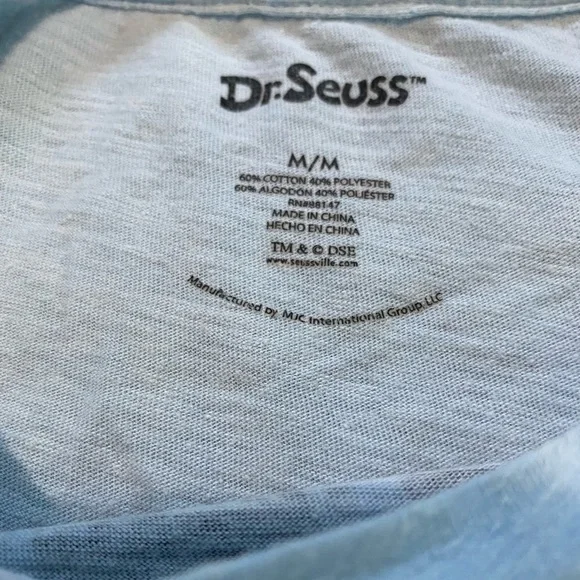 Dr.Seuss™
M/M
60% COTTON 40% POLYESTER
60% ALGODÓN 40% POLIÉSTER
RN#88147
MADE IN CHINA
HECHO EN CHINA
TM & © DSE
www.seussville.com
Manufactured by MJC International Group, LLC